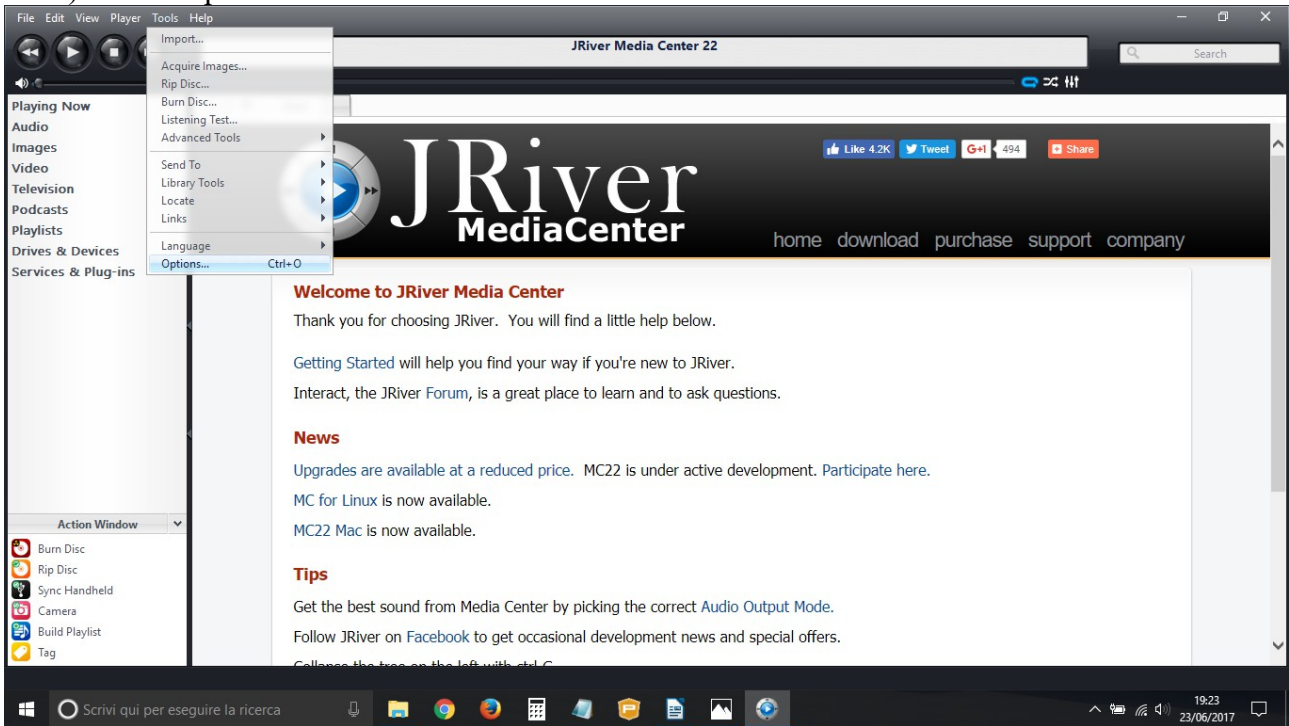 File Edit View Player Tools Help
JRiver Media Center 22
Search
Import...
Acquire Images...
Rip Disc...
Burn Disc...
Listening Test...
Advanced Tools
Send To
Library Tools
Locate
Links
Language
Options... Ctrl+O
Playing Now
Audio
Images
Video
Television
Podcasts
Playlists
Drives & Devices
Services & Plug-ins
Like 4.2K Tweet G+1 494 Share
JRiver
MediaCenter
home download purchase support company
Welcome to JRiver Media Center
Thank you for choosing JRiver. You will find a little help below.
Getting Started will help you find your way if you're new to JRiver.
Interact, the JRiver Forum, is a great place to learn and to ask questions.
News
Upgrades are available at a reduced price. MC22 is under active development. Participate here.
MC for Linux is now available.
MC22 Mac is now available.
Tips
Get the best sound from Media Center by picking the correct Audio Output Mode.
Follow JRiver on Facebook to get occasional development news and special offers.
Collapse the tree on the left with ctrl-G
Action Window
Burn Disc
Rip Disc
Sync Handheld
Camera
Build Playlist
Tag
Scrivi qui per eseguire la ricerca
19:23
23/06/2017